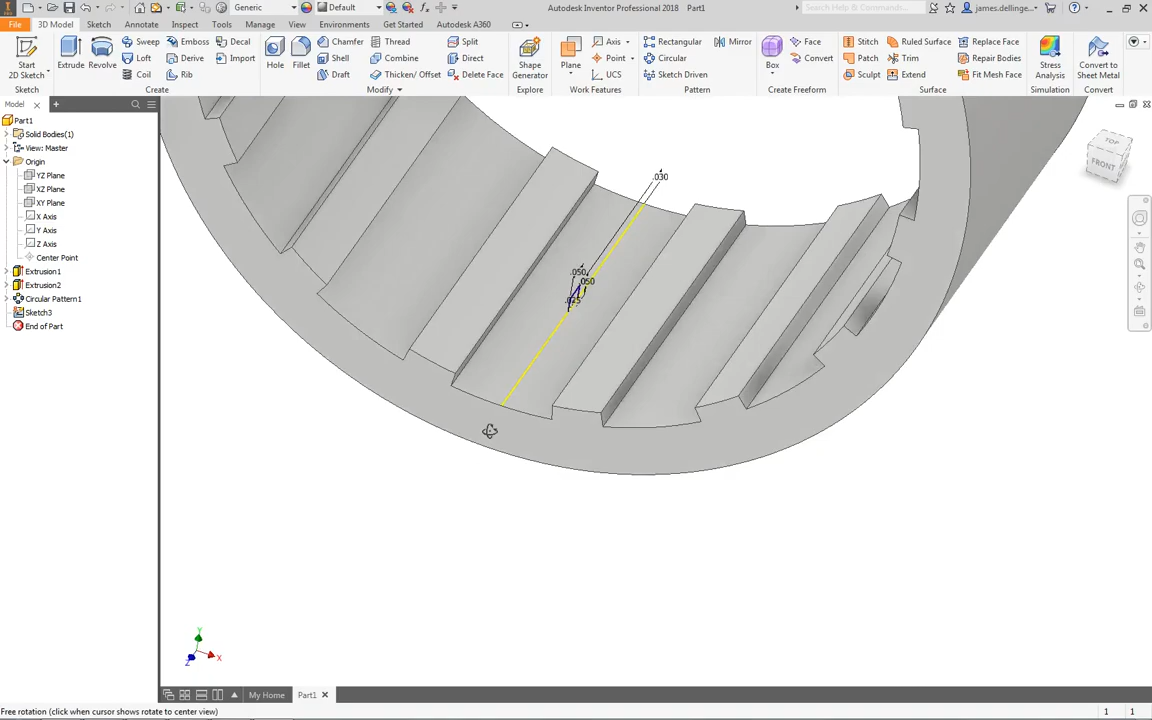 Generic
Default
Autodesk Inventor Professional 2018 Part1
Search Help & Commands...
james.dellinge...
File
3D Model
Sketch
Annotate
Inspect
Tools
Manage
View
Environments
Get Started
Autodesk A360
Start
2D Sketch
Sketch
Extrude
Revolve
Sweep
Emboss
Decal
Loft
Derive
Import
Coil
Rib
Create
Hole
Fillet
Chamfer
Thread
Split
Shell
Combine
Direct
Draft
Thicken/ Offset
Delete Face
Modify
Shape
Generator
Explore
Plane
Axis
Point
UCS
Work Features
Rectangular
Mirror
Circular
Sketch Driven
Pattern
Box
Face
Convert
Create Freeform
Stitch
Ruled Surface
Replace Face
Patch
Trim
Repair Bodies
Sculpt
Extend
Fit Mesh Face
Surface
Stress
Analysis
Simulation
Convert to
Sheet Metal
Convert
Model
Part1
Solid Bodies(1)
View: Master
Origin
YZ Plane
XZ Plane
XY Plane
X Axis
Y Axis
Z Axis
Center Point
Extrusion1
Extrusion2
Circular Pattern1
Sketch3
End of Part
.030
.050
.050
.025
TOP
FRONT
Y
X
Z
My Home
Part1
Free rotation (click when cursor shows rotate to center view)
1 1